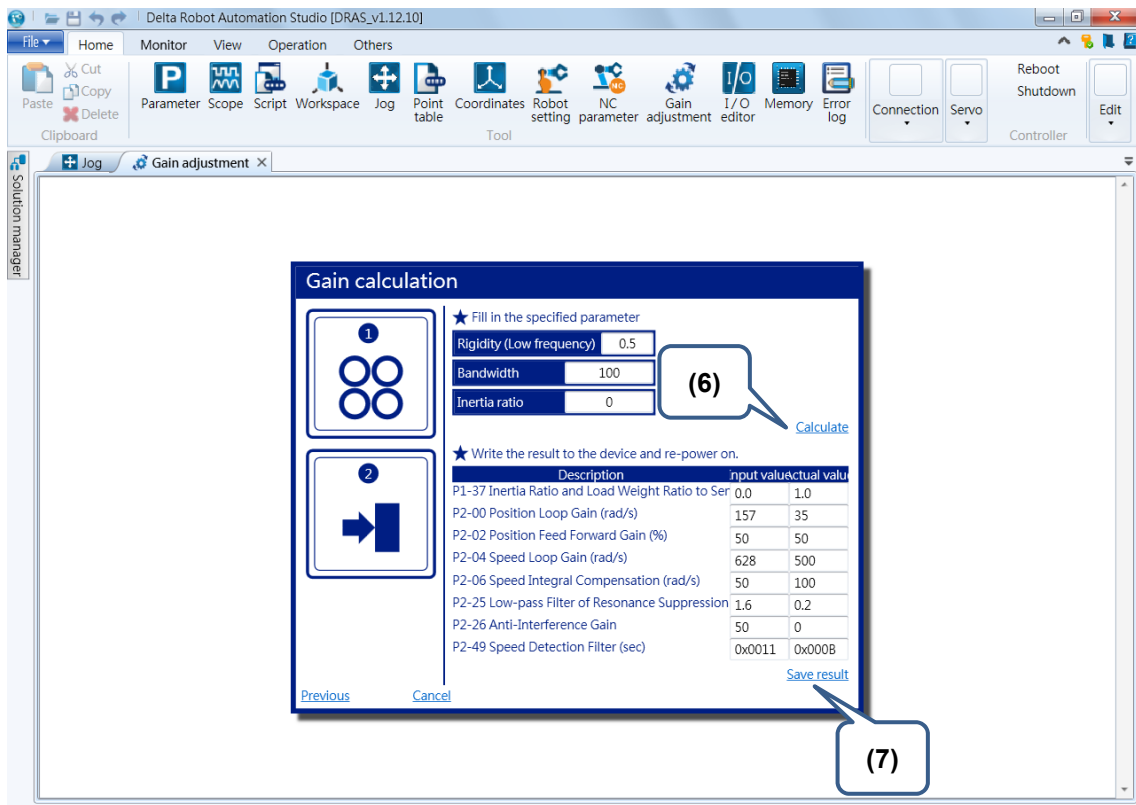 Delta Robot Automation Studio [DRAS_v1.12.10]
File Home Monitor View Operation Others
Paste
Cut
Copy
Delete
Clipboard
Parameter Scope Script Workspace Jog Point table Coordinates Robot setting NC parameter Gain adjustment I/O editor Memory Error log
Tool
Connection Servo
Reboot
Shutdown
Controller
Edit
Solution manager
Jog Gain adjustment
Gain calculation
1
2
Fill in the specified parameter
Rigidity (Low frequency) 0.5
Bandwidth 100
Inertia ratio 0
(6)
Calculate
Write the result to the device and re-power on.
Description nput value Actual valu
P1-37 Inertia Ratio and Load Weight Ratio to Ser 0.0 1.0
P2-00 Position Loop Gain (rad/s) 157 35
P2-02 Position Feed Forward Gain (%) 50 50
P2-04 Speed Loop Gain (rad/s) 628 500
P2-06 Speed Integral Compensation (rad/s) 50 100
P2-25 Low-pass Filter of Resonance Suppression 1.6 0.2
P2-26 Anti-Interference Gain 50 0
P2-49 Speed Detection Filter (sec) 0x0011 0x000B
Save result
Previous Cancel
(7)